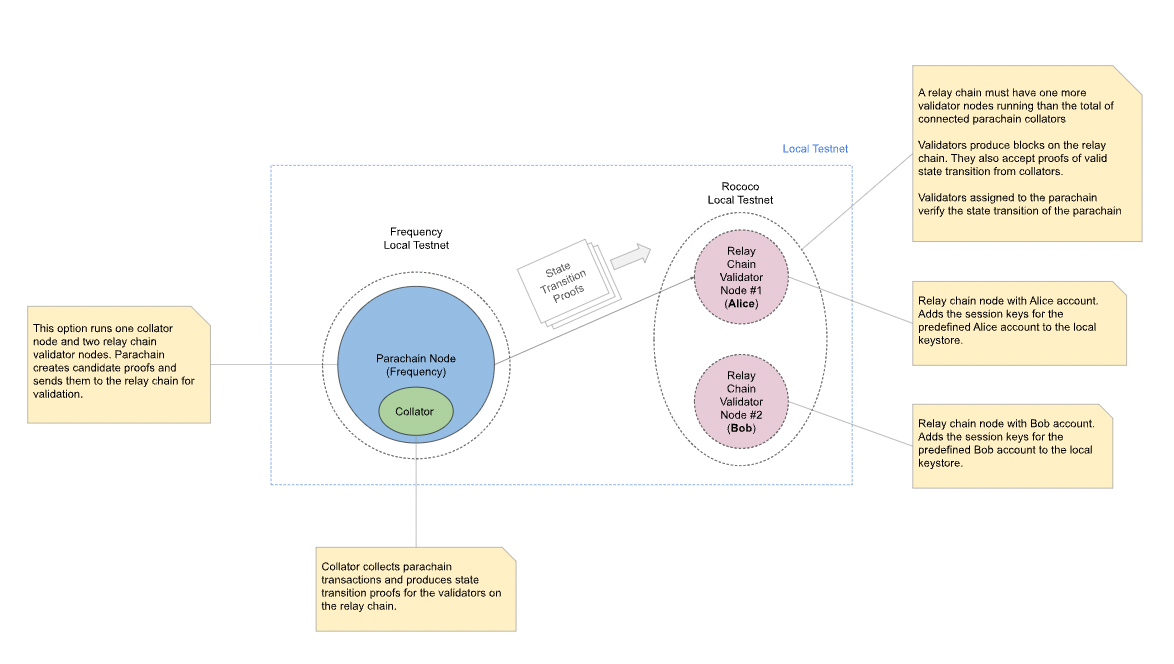 A relay chain must have one more
validator nodes running than the total of
connected parachain collators
Validators produce blocks on the relay
chain. They also accept proofs of valid
state transition from collators.
Validators assigned to the parachain
verify the state transition of the parachain
Local Testnet
Rococo
Local Testnet
Frequency
Local Testnet
State
Transition
Proofs
Relay
Chain
Validator
Node #1
(Alice)
Relay chain node with Alice account.
Adds the session keys for the
predefined Alice account to the local
keystore.
This option runs one collator
node and two relay chain
validator nodes. Parachain
creates candidate proofs and
sends them to the relay chain for
validation.
Parachain Node
(Frequency)
Collator
Relay
Chain
Validator
Node #2
(Bob)
Relay chain node with Bob account.
Adds the session keys for the
predefined Bob account to the local
keystore.
Collator collects parachain
transactions and produces state
transition proofs for the validators on
the relay chain.